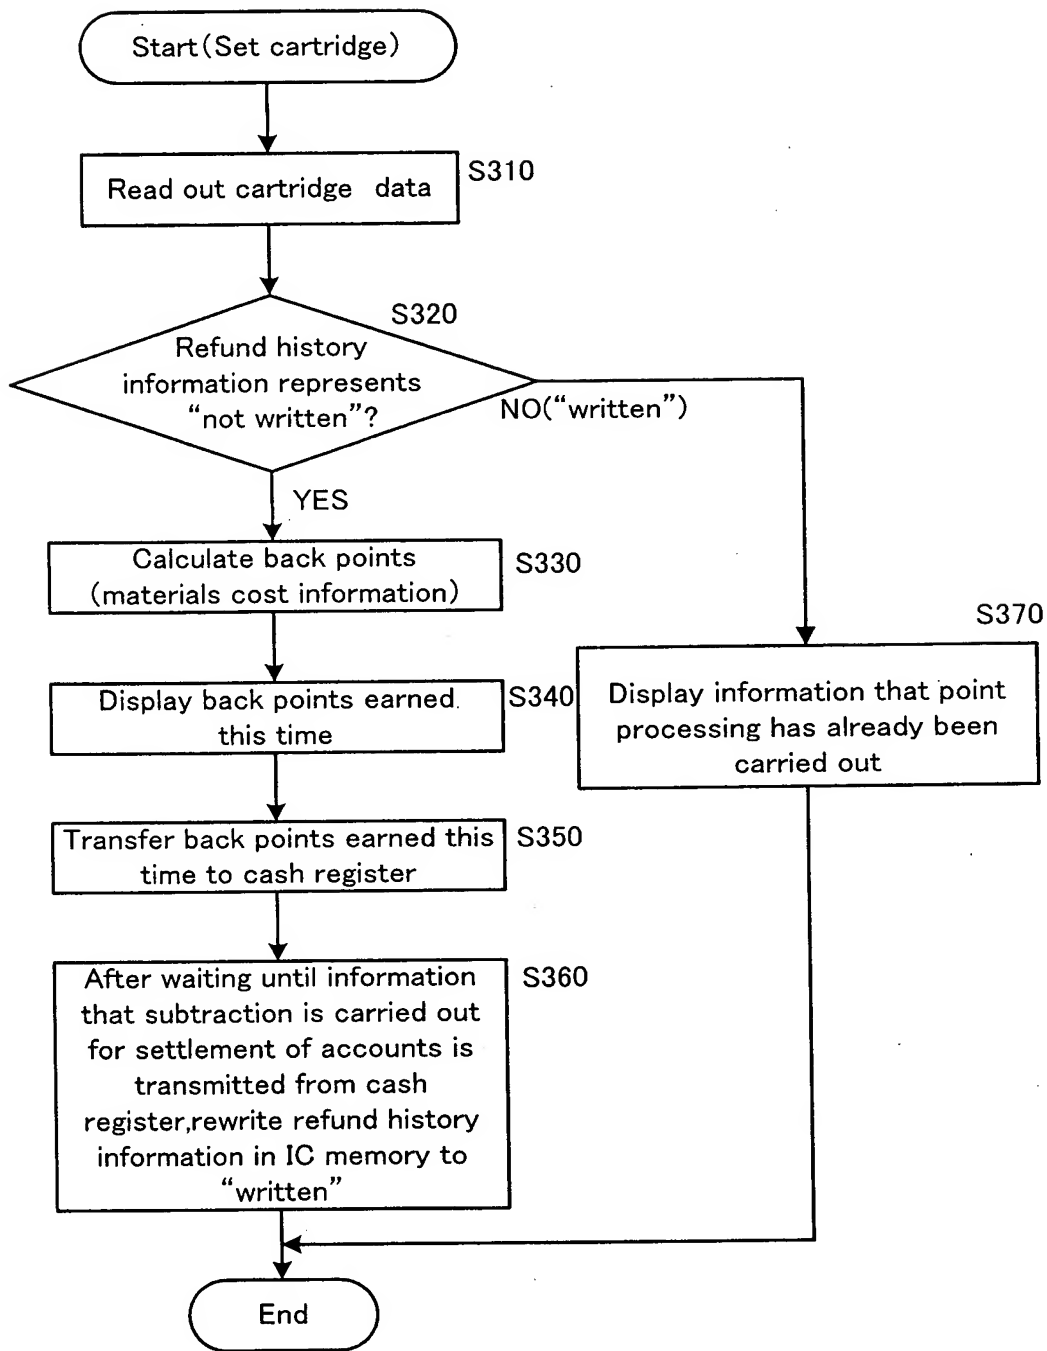 Start(Set cartridge)
Read out cartridge data
S310
S320
Refund history
information represents
“not written”?
NO(“written”)
YES
Calculate back points
(materials cost information)
S330
S370
Display back points earned.
this time
S340
Display information that point
processing has already been
carried out
Transfer back points earned this
time to cash register
S350
After waiting until information
that subtraction is carried out
for settlement of accounts is
transmitted from cash
register,rewrite refund history
information in IC memory to
“written”
S360
End